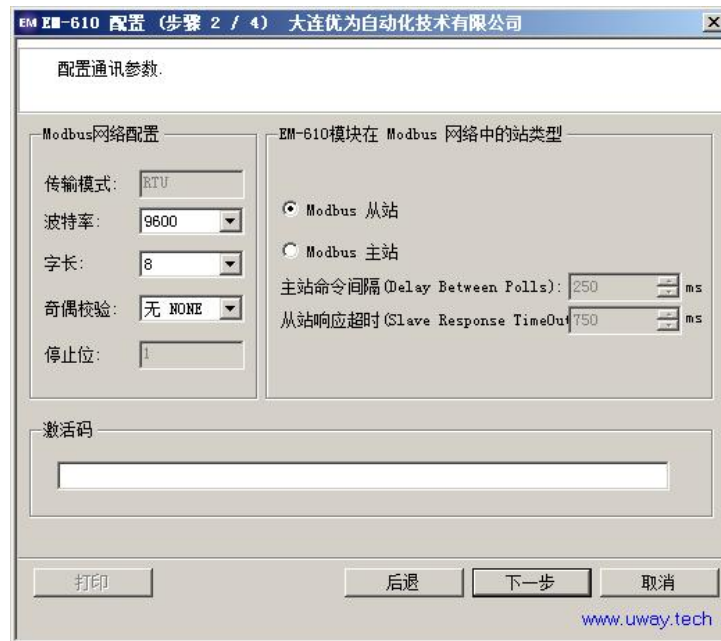 EM EM-610 配置 (步骤 2 / 4) 大连优为自动化技术有限公司
配置通讯参数.
Modbus网络配置
传输模式: RTU
波特率: 9600
字长: 8
奇偶校验: 无 NONE
停止位: 1
EM-610模块在 Modbus 网络中的站类型
Modbus 从站
Modbus 主站
主站命令间隔(Delay Between Polls): 250 ms
从站响应超时(Slave Response TimeOut 750 ms
激活码
打印 后退 下一步 取消
www.uway.tech